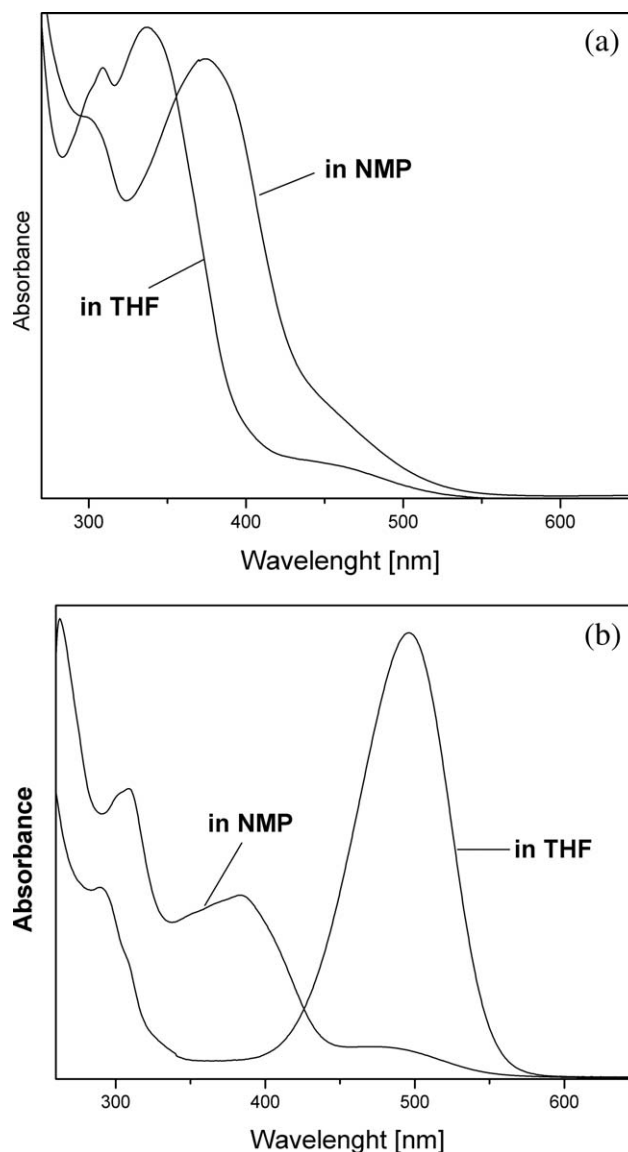 (a)
in NMP
in THF
Absorbance
300 400 500 600
Wavelenght [nm]
(b)
in NMP
in THF
Absorbance
300 400 500 600
Wavelenght [nm]